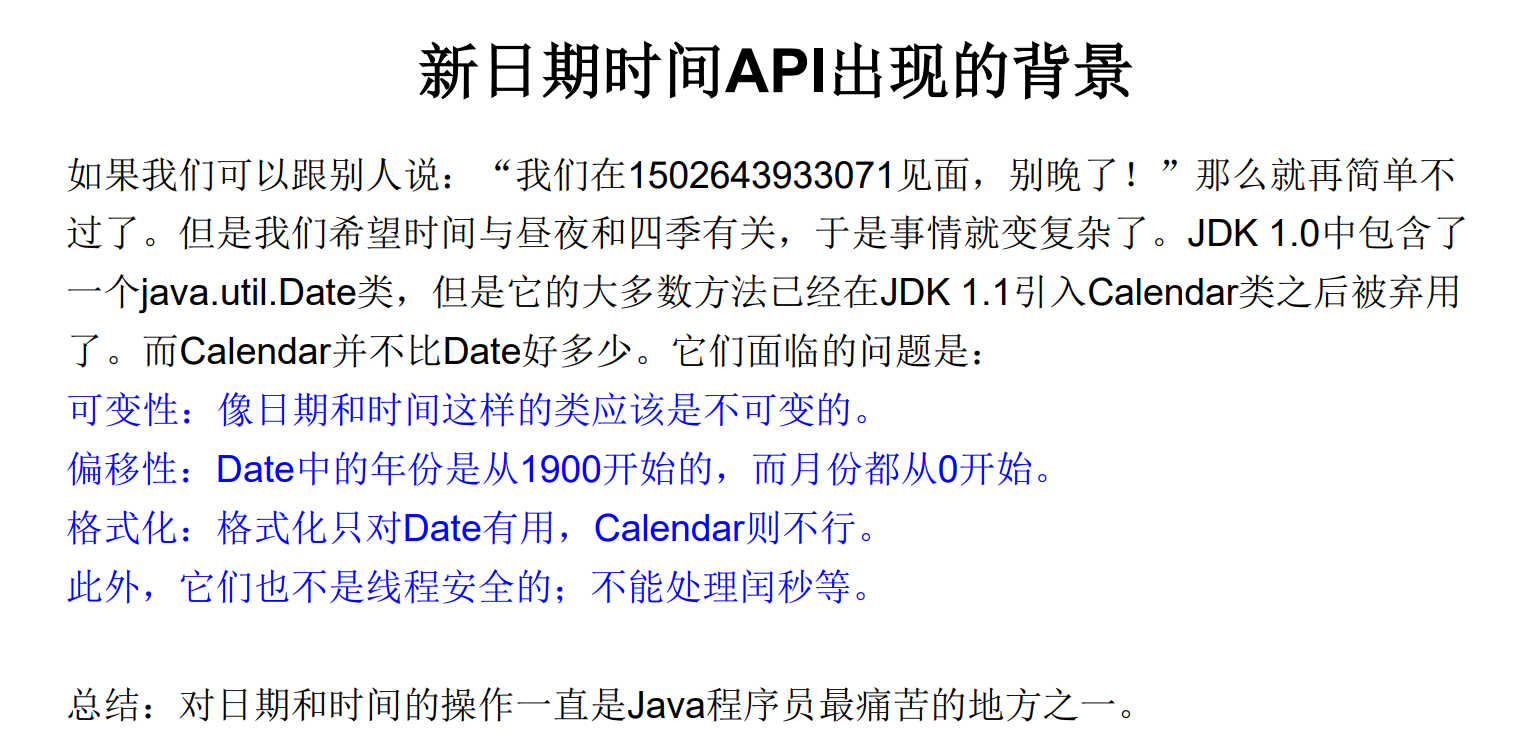 新日期时间API出现的背景
如果我们可以跟别人说：“我们在1502643933071见面，别晚了！”那么就再简单不
过了。但是我们希望时间与昼夜和四季有关，于是事情就变复杂了。JDK 1.0中包含了
一个java.util.Date类，但是它的大多数方法已经在JDK 1.1引入Calendar类之后被弃用
了。而Calendar并不比Date好多少。它们面临的问题是：
可变性：像日期和时间这样的类应该是不可变的。
偏移性：Date中的年份是从1900开始的，而月份都从0开始。
格式化：格式化只对Date有用，Calendar则不行。
此外，它们也不是线程安全的；不能处理闰秒等。
总结：对日期和时间的操作一直是Java程序员最痛苦的地方之一。